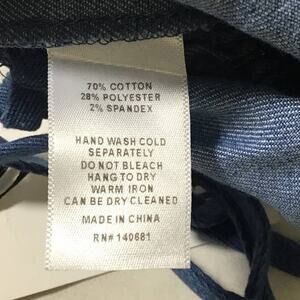 70% COTTON
28% POLYESTER
2% SPANDEX
HAND WASH COLD
SEPARATELY
DO NOT BLEACH
HANG TO DRY
WARM IRON
CAN BE DRY CLEANED
MADE IN CHINA
RN# 140681